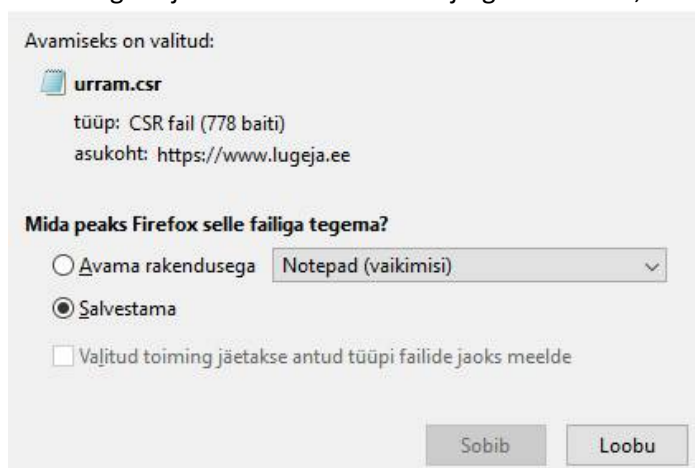 Avamiseks on valitud:
urram.csr
tüüp: CSR fail (778 baiti)
asukoht: https://www.lugeja.ee
Mida peaks Firefox selle failiga tegema?
Avama rakendusega Notepad (vaikimisi)
Salvestama
Valitud toiming jäetakse antud tüüpi failide jaoks meelde
Sobib Loobu